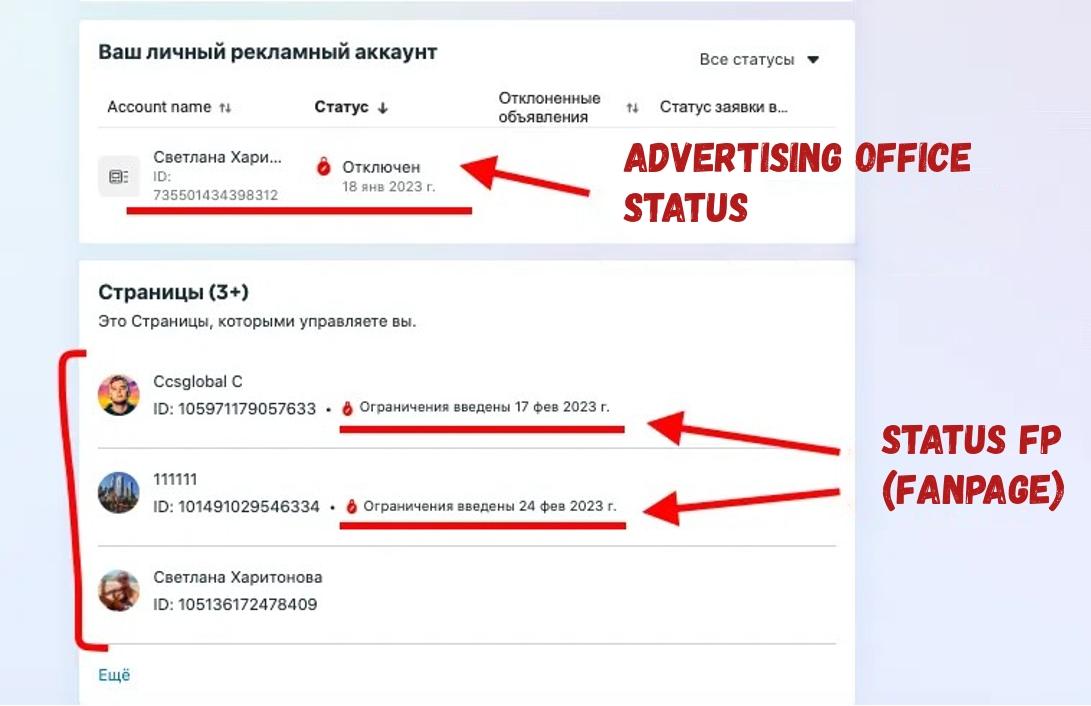 Ваш личный рекламный аккаунт
Все статусы
Account name
Статус
Отклоненные
объявления
Статус заявки в...
Светлана Хари...
ID:
735501434398312
Отключен
18 янв 2023 г.
ADVERTISING OFFICE
STATUS
Страницы (3+)
Это Страницы, которыми управляете вы.
Ccsglobal C
ID: 105971179057633 • Ограничения введены 17 фев 2023 г.
STATUS FP
(FANPAGE)
111111
ID: 101491029546334 • Ограничения введены 24 фев 2023 г.
Светлана Харитонова
ID: 105136172478409
Ещё